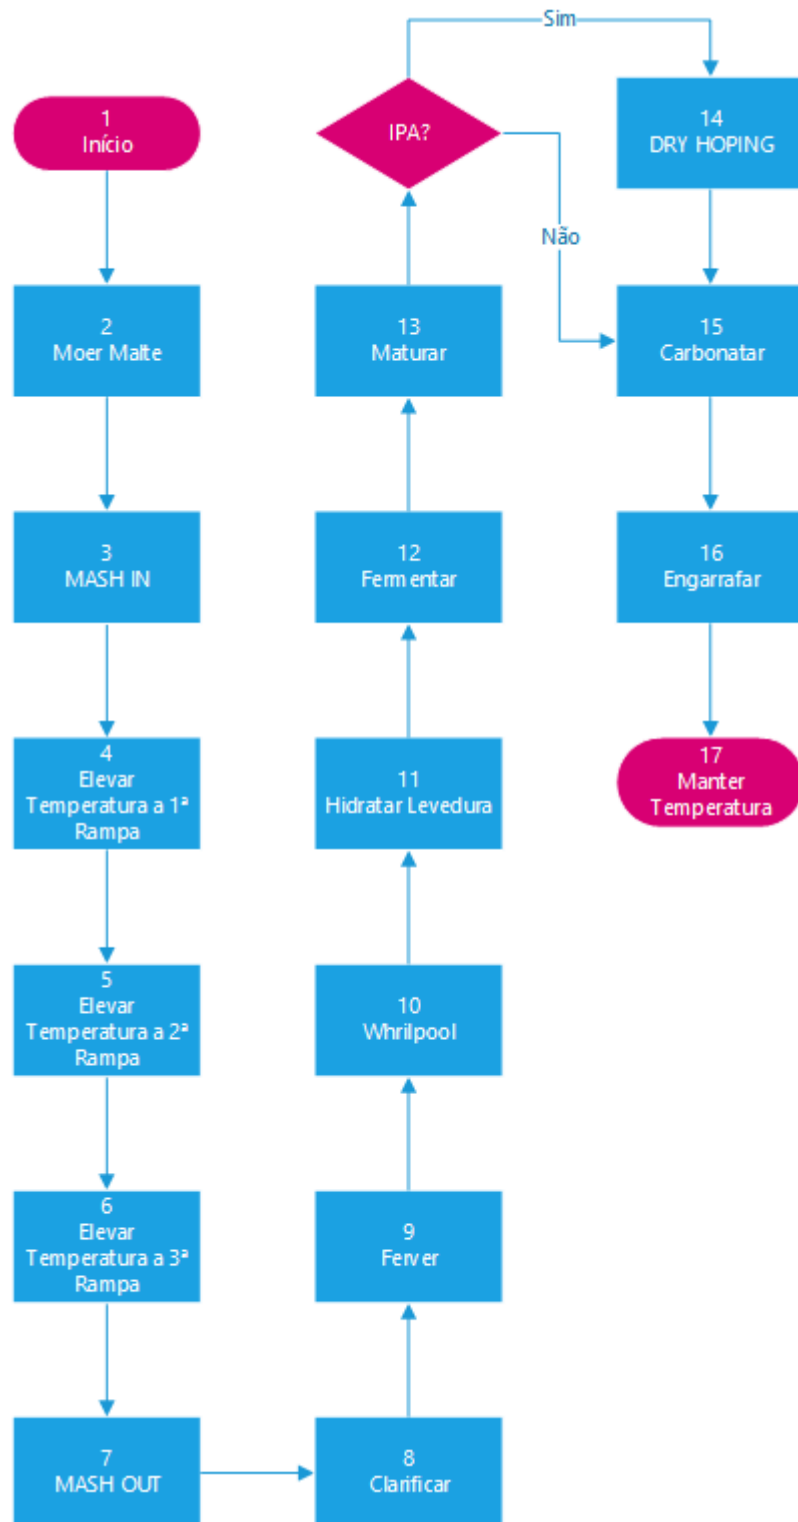 1
Início
2
Moer Malte
3
MASH IN
4
Elevar
Temperatura a 1ª
Rampa
5
Elevar
Temperatura a 2ª
Rampa
6
Elevar
Temperatura a 3ª
Rampa
7
MASH OUT
8
Clarificar
9
Ferver
10
Whrilpool
11
Hidratar Levedura
12
Fermentar
13
Maturar
IPA?
Sim
Não
14
DRY HOPING
15
Carbonatar
16
Engarrafar
17
Manter
Temperatura